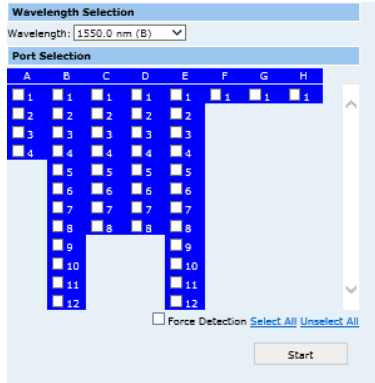 Wavelength Selection
Wavelength: 1550.0 nm (B)
Port Selection
A B C D E F G H
1 1 1 1 1 1 1 1
2 2 2 2 2
3 3 3 3 3
4 4 4 4 4
5 5 5 5
6 6 6 6
7 7 7 7
8 8 8 8
9 9
10 10
11 11
12 12
Force Detection Select All Unselect All
Start